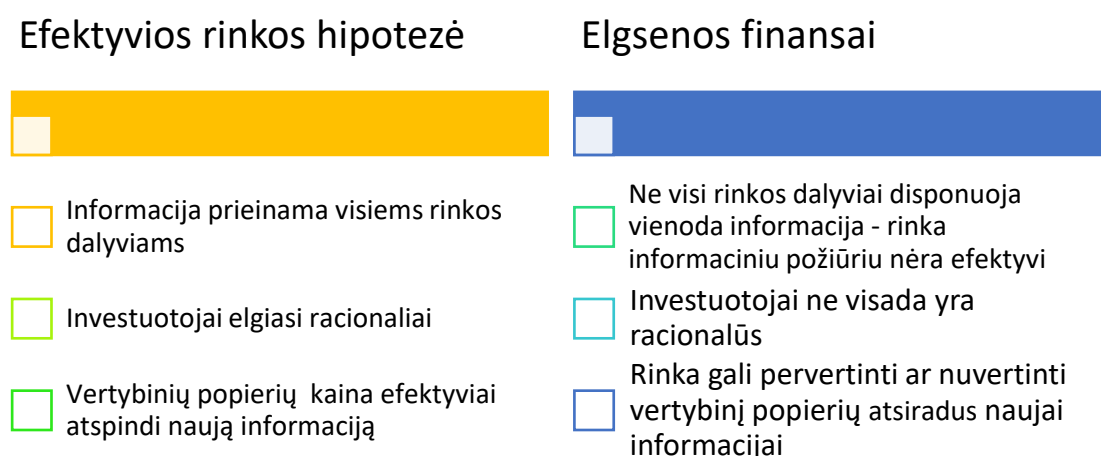 Efektyvios rinkos hipotezė
Informacija prieinama visiems rinkos
dalyviams
Investuotojai elgiasi racionaliai
Vertybinių popierių kaina efektyviai
atspindi naują informaciją
Elgsenos finansai
Ne visi rinkos dalyviai disponuoja
vienoda informacija - rinka
informaciniu požiūriu nėra efektyvi
Investuotojai ne visada yra
racionalūs
Rinka gali pervertinti ar nuvertinti
vertybinį popierių atsiradus naujai
informacijai